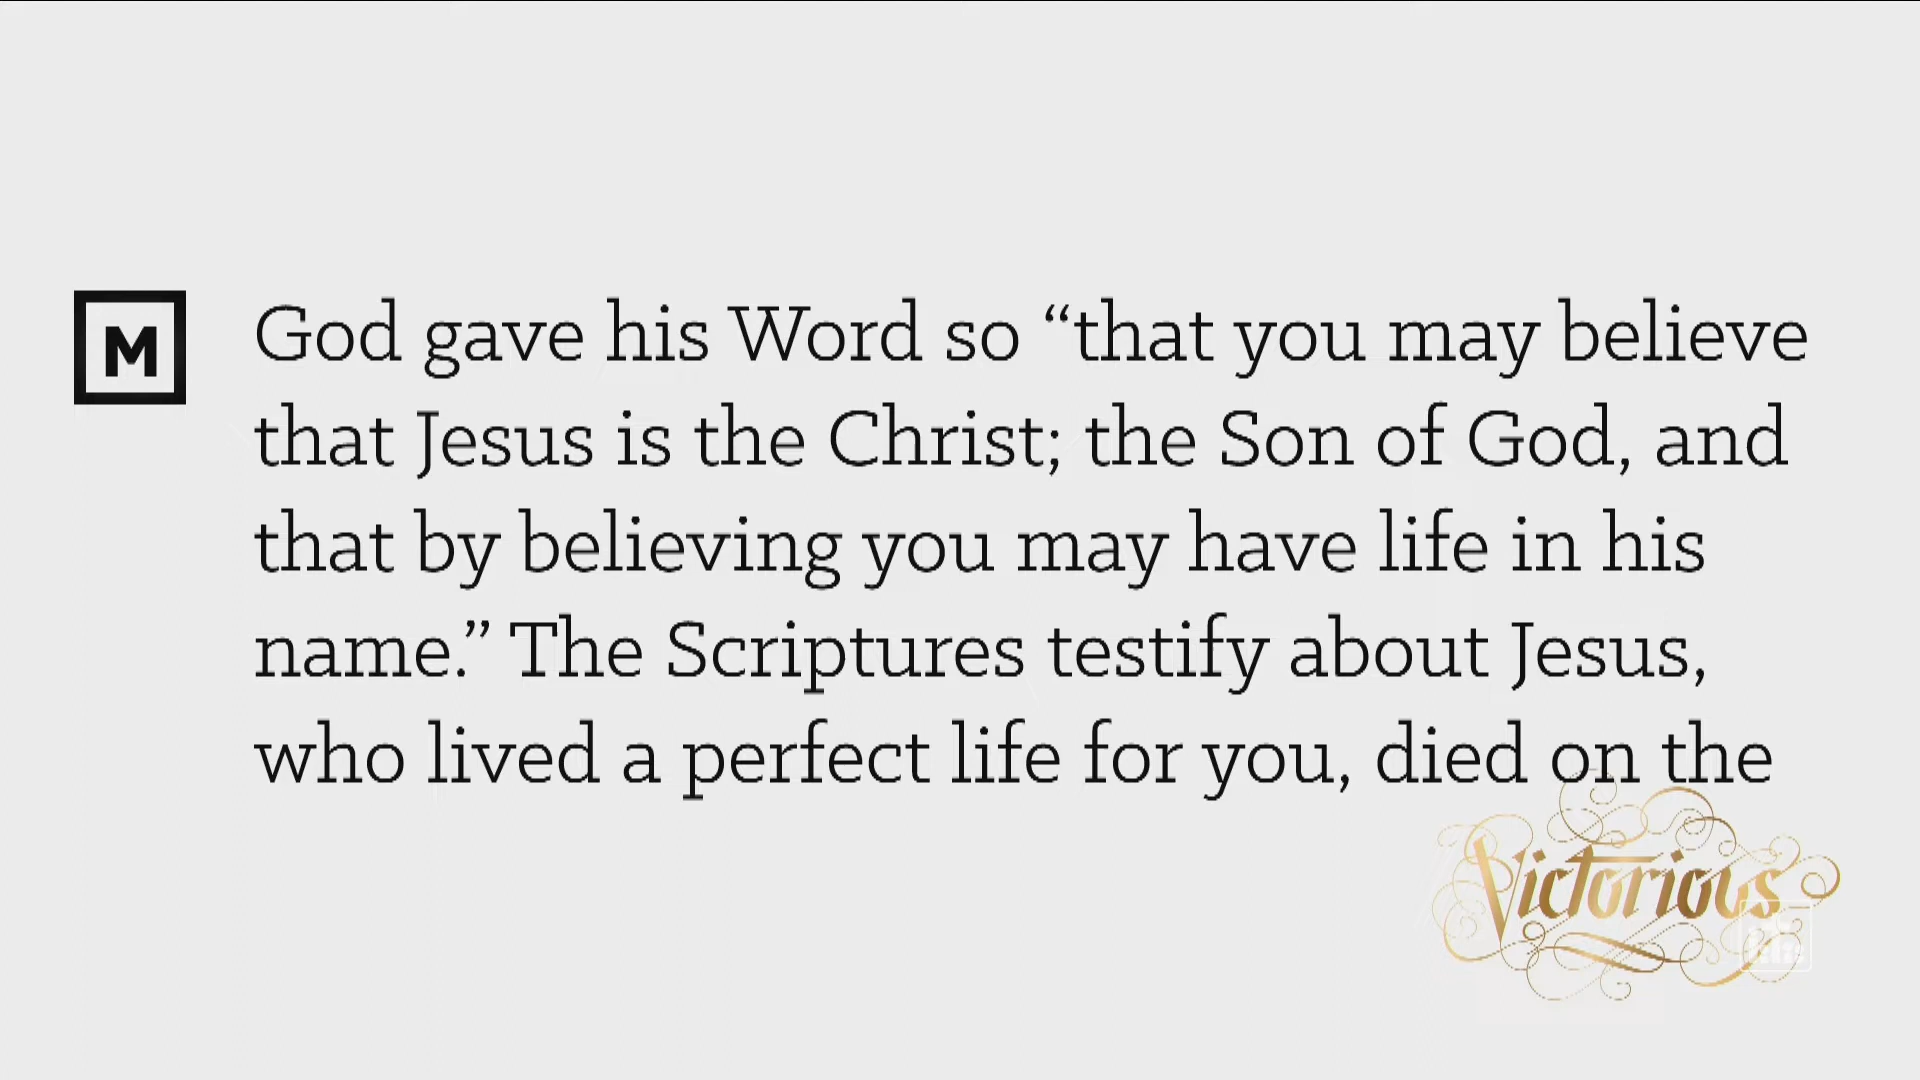 M
God gave his Word so “that you may believe
that Jesus is the Christ; the Son of God, and
that by believing you may have life in his
name.” The Scriptures testify about Jesus,
who lived a perfect life for you, died on the
Victorious